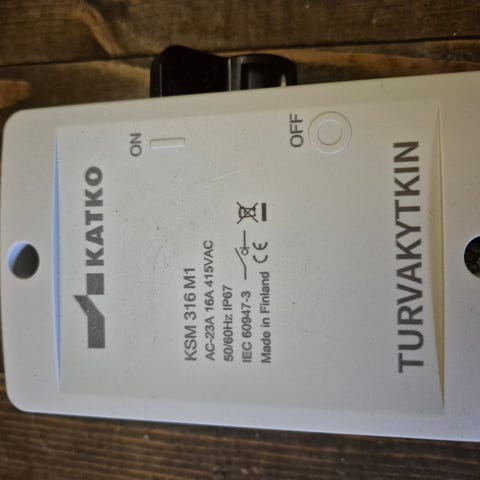 KATKO
ON
OFF
KSM 316 M1
AC-23A 16A 415VAC
50/60Hz IP67
IEC 60947-3
Made in Finland CE
TURVAKYTKIN